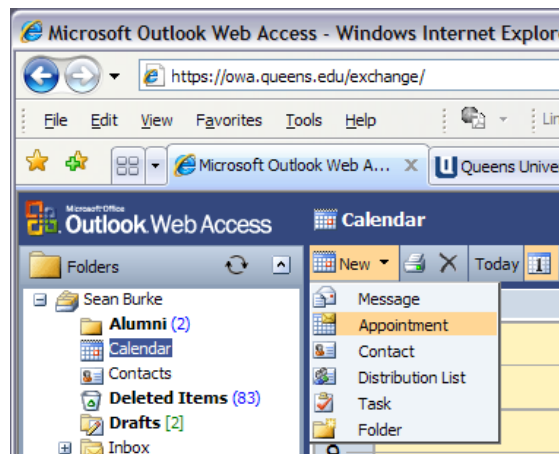 Microsoft Outlook Web Access - Windows Internet Explor
https://owa.queens.edu/exchange/
File Edit View Favorites Tools Help Lin
Microsoft Outlook Web A... X Queens Unive
Microsoft Office
Outlook Web Access Calendar
Folders New Today 1
Sean Burke Message
Alumni (2) Appointment
Calendar Contact
Contacts Distribution List
Deleted Items (83) Task
Drafts [2] Folder
Inbox